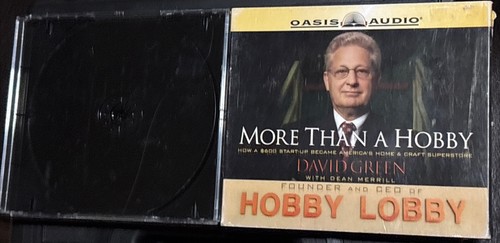 OASIS AUDIO
MORE THAN A HOBBY
HOW A $600 START-UP BECAME AMERICA'S HOME & CRAFT SUPERSTORE
DAVID GREEN
WITH DEAN MERRILL
FOUNDER AND CEO OF
HOBBY LOBBY